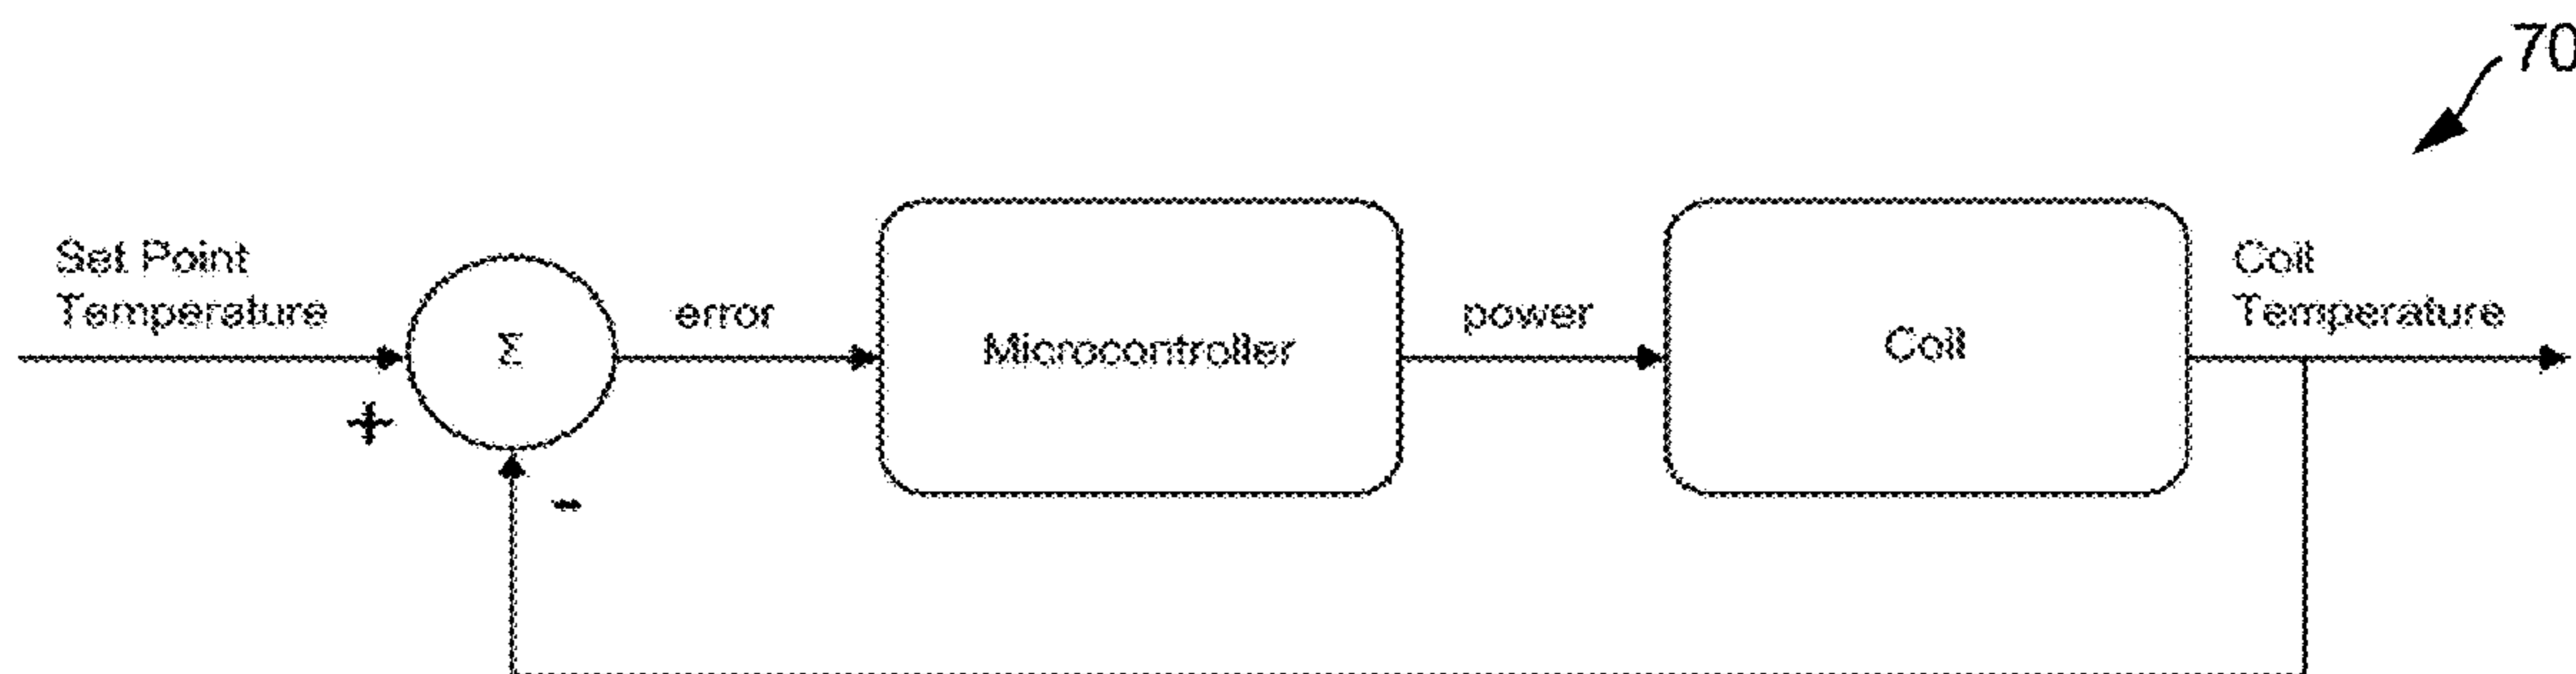 70
Set Point
Temperature
+
Σ
-
error
Microcontroller
power
Coil
Coil
Temperature